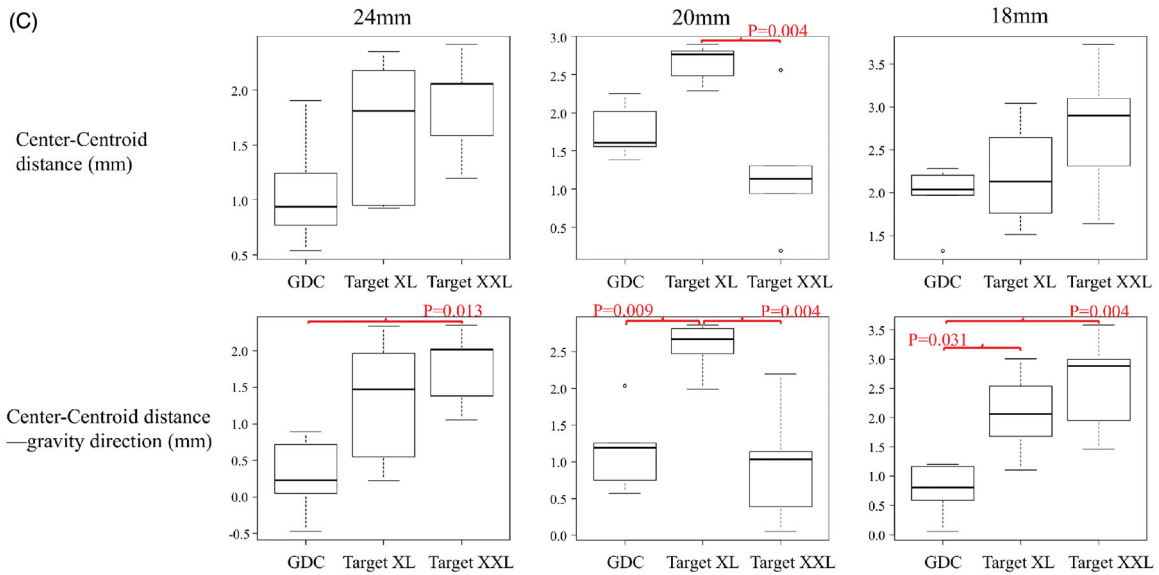 (C)
24mm
20mm
18mm
Center-Centroid
distance (mm)
2.0
1.5
1.0
0.5
GDC Target XL Target XXL
P=0.004
3.0
2.5
2.0
1.5
1.0
0.5
GDC Target XL Target XXL
3.5
3.0
2.5
2.0
1.5
GDC Target XL Target XXL
Center-Centroid distance
—gravity direction (mm)
P=0.013
2.0
1.5
1.0
0.5
0.0
-0.5
GDC Target XL Target XXL
P=0.009
P=0.004
2.5
2.0
1.5
1.0
0.5
0.0
GDC Target XL Target XXL
P=0.004
P=0.031
3.5
3.0
2.5
2.0
1.5
1.0
0.5
0.0
GDC Target XL Target XXL